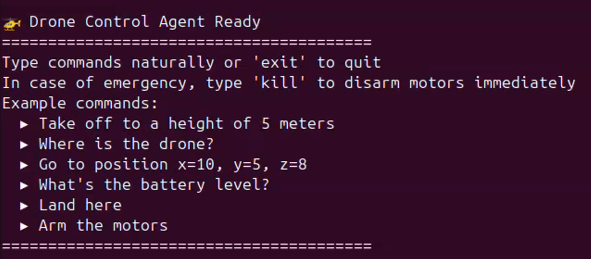 🚁 Drone Control Agent Ready
========================================
Type commands naturally or 'exit' to quit
In case of emergency, type 'kill' to disarm motors immediately
Example commands:
► Take off to a height of 5 meters
► Where is the drone?
► Go to position x=10, y=5, z=8
► What's the battery level?
► Land here
► Arm the motors
========================================